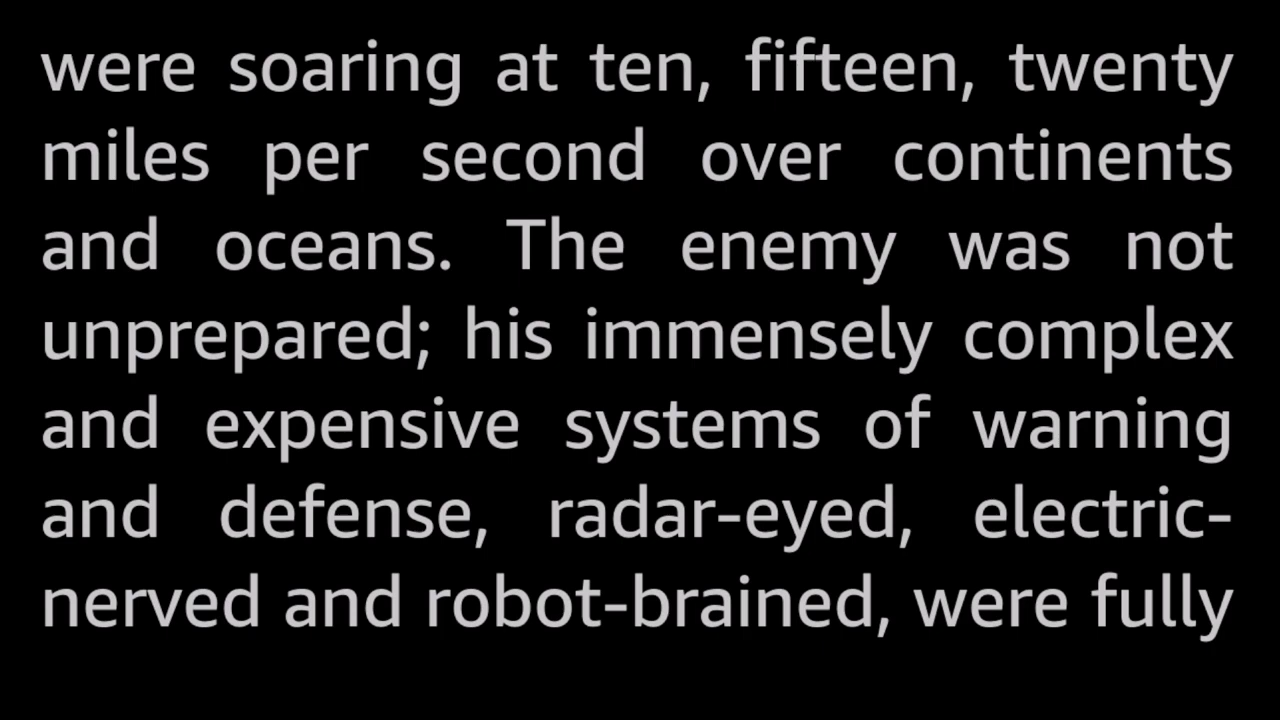 were soaring at ten, fifteen, twenty
miles per second over continents
and oceans. The enemy was not
unprepared; his immensely complex
and expensive systems of warning
and defense, radar-eyed, electric-
nerved and robot-brained, were fully